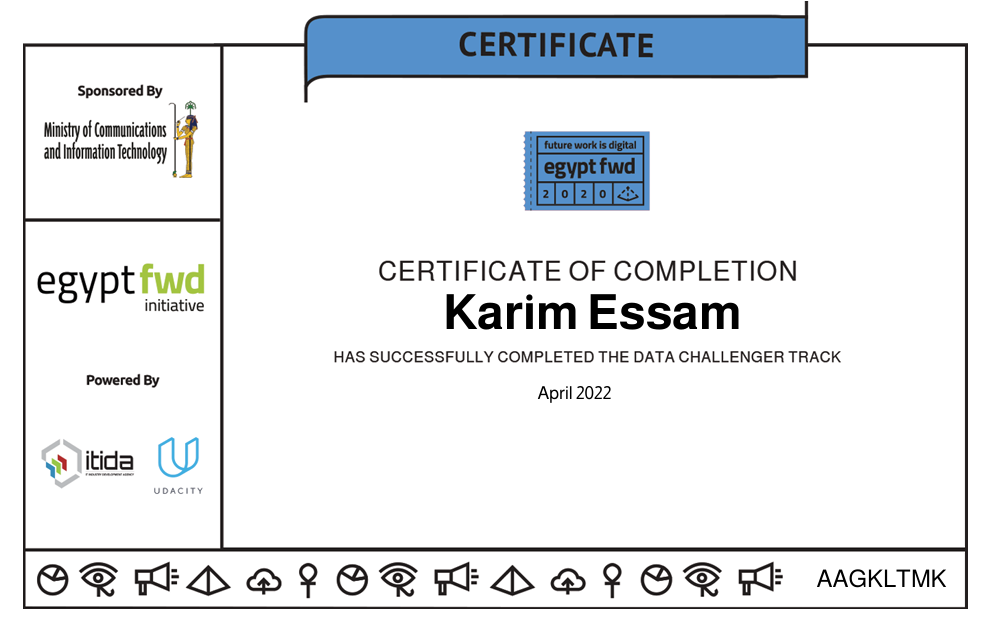 CERTIFICATE
Sponsored By
Ministry of Communications
and Information Technology
future work is digital
egypt fwd
2 0 2 0
egypt fwd
initiative
CERTIFICATE OF COMPLETION
Karim Essam
HAS SUCCESSFULLY COMPLETED THE DATA CHALLENGER TRACK
April 2022
Powered By
itida
IT INDUSTRY DEVELOPMENT AGENCY
UDACITY
AAGKLTMK